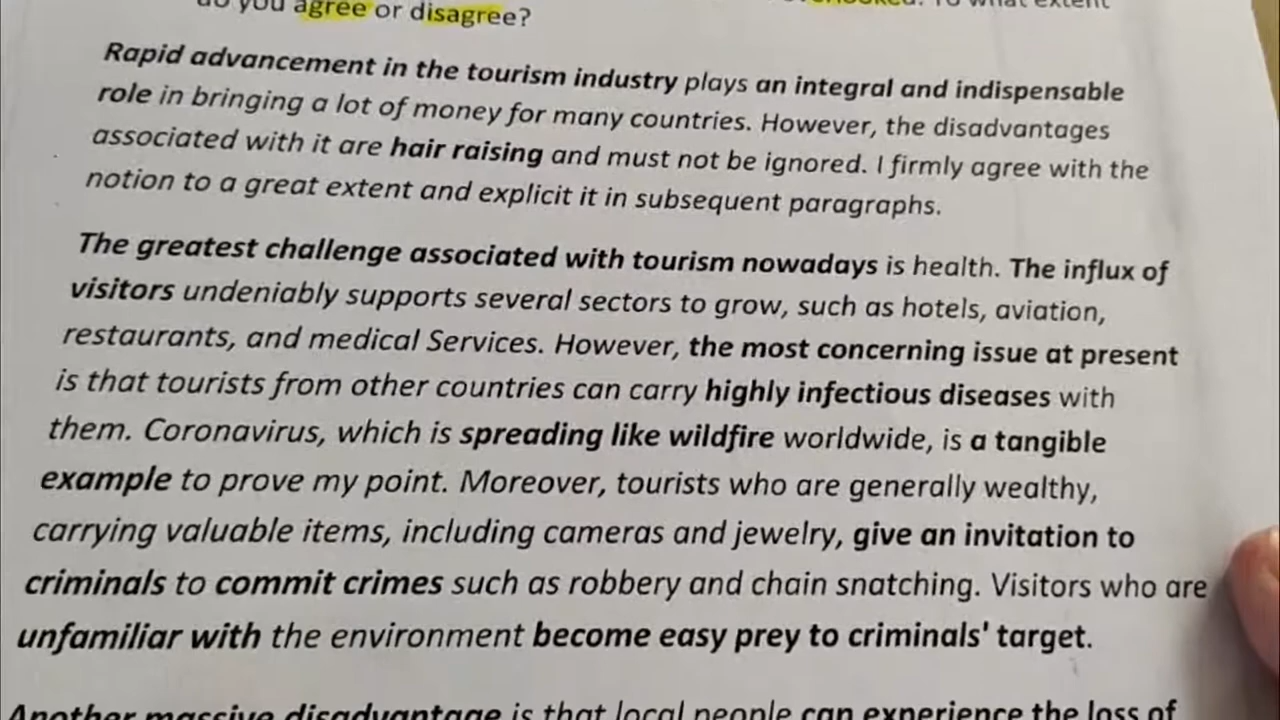 do you agree or disagree? overlooked. To what extent
Rapid advancement in the tourism industry plays an integral and indispensable
role in bringing a lot of money for many countries. However, the disadvantages
associated with it are hair raising and must not be ignored. I firmly agree with the
notion to a great extent and explicit it in subsequent paragraphs.
The greatest challenge associated with tourism nowadays is health. The influx of
visitors undeniably supports several sectors to grow, such as hotels, aviation,
restaurants, and medical Services. However, the most concerning issue at present
is that tourists from other countries can carry highly infectious diseases with
them. Coronavirus, which is spreading like wildfire worldwide, is a tangible
example to prove my point. Moreover, tourists who are generally wealthy,
carrying valuable items, including cameras and jewelry, give an invitation to
criminals to commit crimes such as robbery and chain snatching. Visitors who are
unfamiliar with the environment become easy prey to criminals' target.
Another massive disadvantage is that local people can experience the loss of